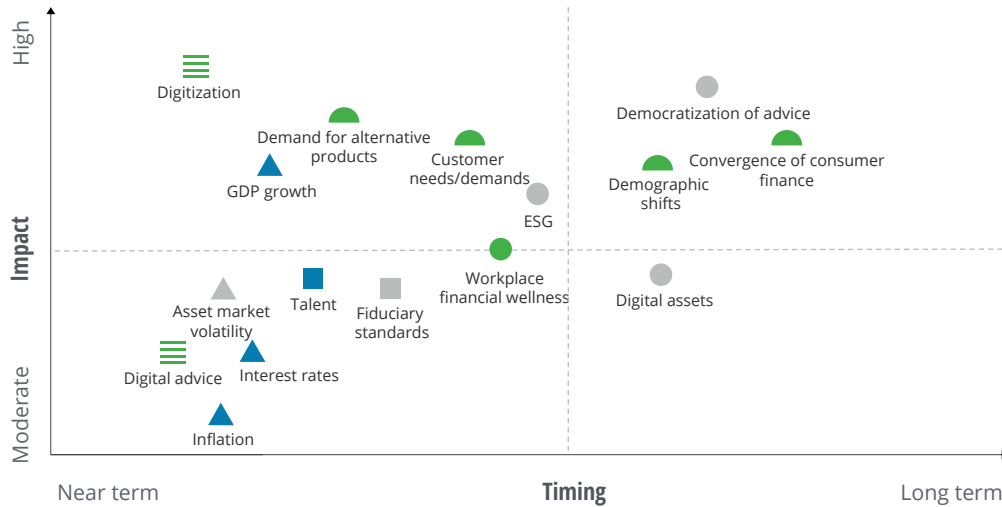 High
Digitization
Democratization of advice
Demand for alternative
products
Customer
needs/demands
Convergence of consumer
finance
GDP growth
Demographic
shifts
ESG
Impact
Workplace
financial wellness
Digital assets
Talent
Asset market
volatility
Fiduciary
standards
Digital advice
Interest rates
Inflation
Moderate
Near term
Timing
Long term